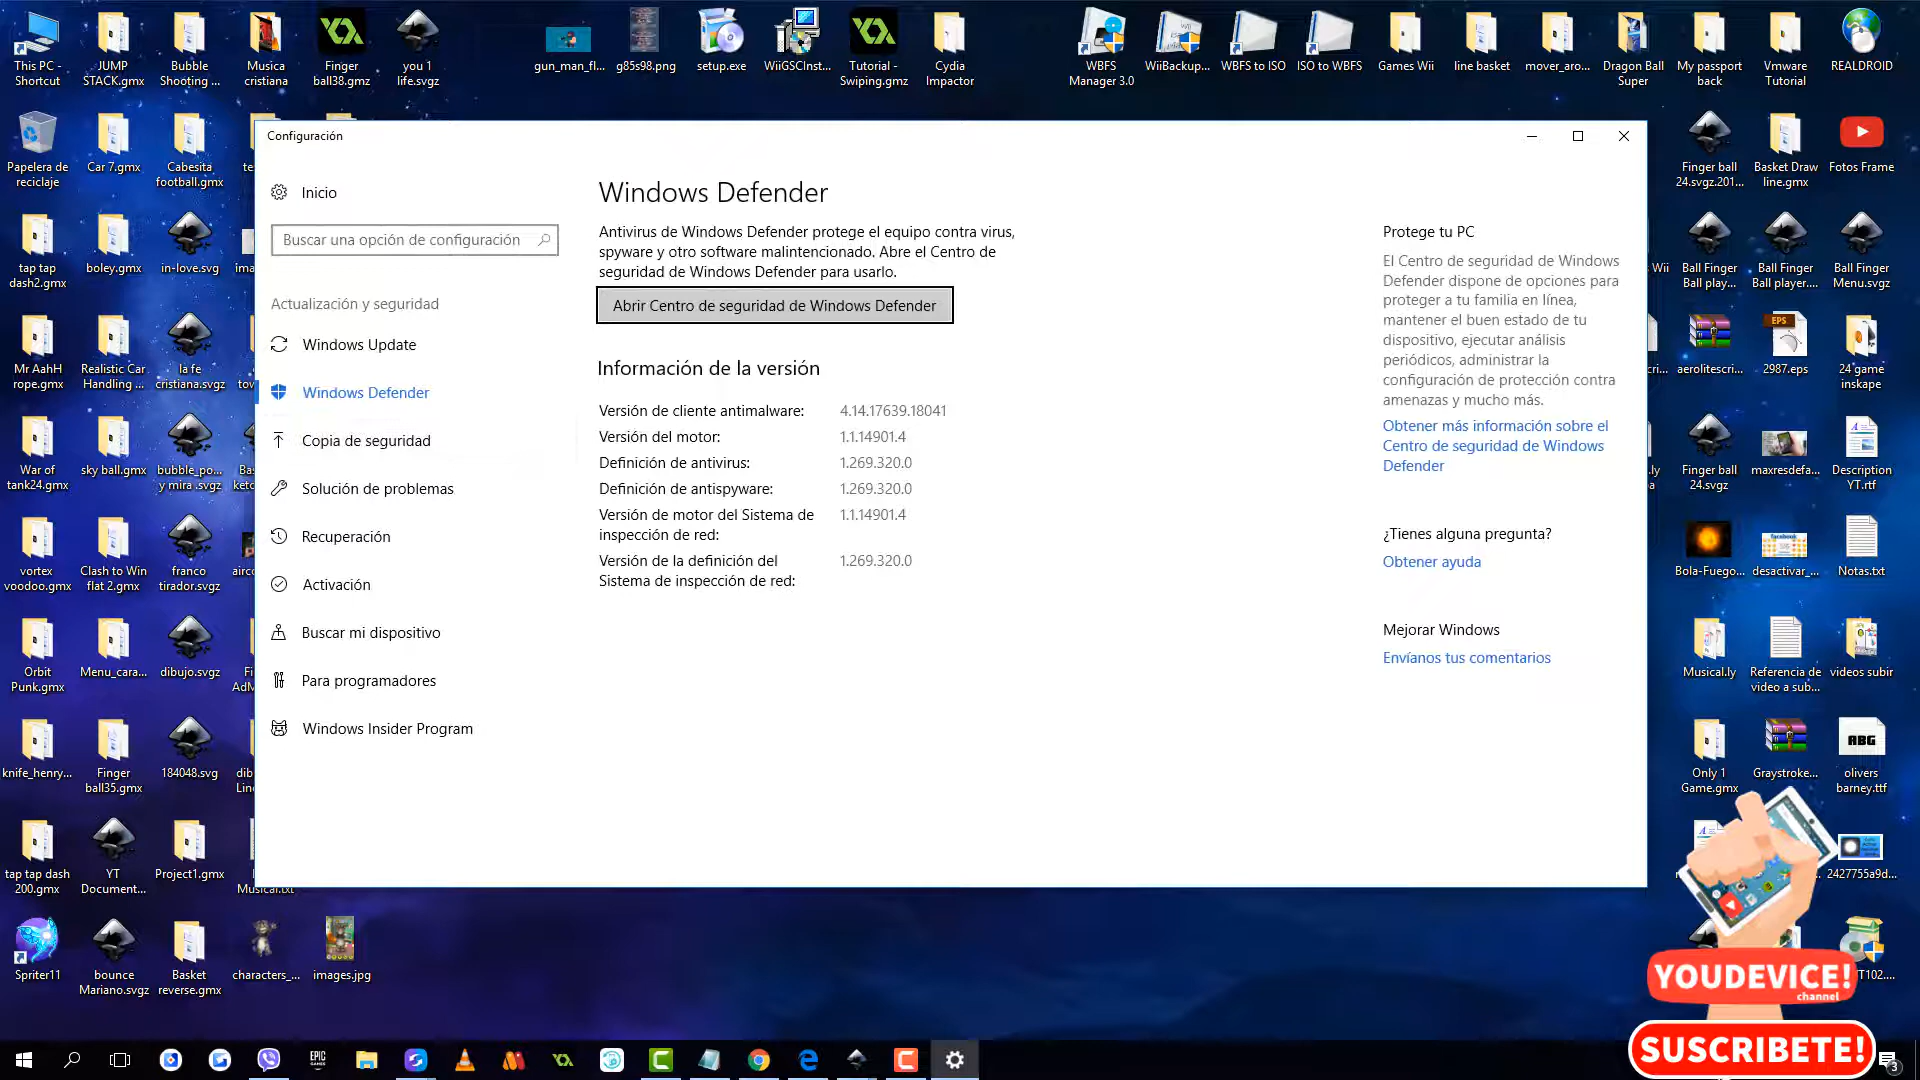 This PC -
Shortcut
JUMP
STACK.gmx
Bubble
Shooting ...
Musica
cristiana
Finger
ball38.gmz
you 1
life.svgz
gun_man_fl...
g85s98.png
setup.exe
WiiGSCInst...
Tutorial -
Swiping.gmz
Cydia
Impactor
WBFS
Manager 3.0
WiiBackup...
WBFS to ISO
ISO to WBFS
Games Wii
line basket
mover_aro...
Dragon Ball
Super
My passport
back
Vmware
Tutorial
REALDROID
Papelera de
reciclaje
Car 7.gmx
Cabesita
football.gmx
Finger ball
24.svgz.201...
Basket Draw
line.gmx
Fotos Frame
tap tap
dash2.gmx
boley.gmx
in-love.svg
Ball Finger
Ball play...
Ball Finger
Ball player....
Ball Finger
Menu.svgz
Mr AahH
rope.gmx
Realistic Car
Handling ...
la fe
cristiana.svgz
EPS
aerolitescri...
2987.eps
24 game
inskape
War of
tank24.gmx
sky ball.gmx
bubble_po...
y mira .svgz
Finger ball
24.svgz
maxresdefa...
Description
YT.rtf
vortex
voodoo.gmx
Clash to Win
flat 2.gmx
franco
tirador.svgz
Bola-Fuego...
desactivar_...
Notas.txt
Orbit
Punk.gmx
Menu_cara...
dibujo.svgz
Musical.ly
Referencia de
video a sub...
videos subir
knife_henry...
Finger
ball35.gmx
184048.svg
ABG
Only 1
Game.gmx
Graystroke...
olivers
barney.ttf
tap tap dash
200.gmx
YT
Document...
Project1.gmx
Musical.txt
2427755a9d...
Spriter11
bounce
Mariano.svgz
Basket
reverse.gmx
characters_...
images.jpg
T102....
Configuración
Inicio
Buscar una opción de configuración
Actualización y seguridad
Windows Update
Windows Defender
Copia de seguridad
Solución de problemas
Recuperación
Activación
Buscar mi dispositivo
Para programadores
Windows Insider Program
Windows Defender
Antivirus de Windows Defender protege el equipo contra virus,
spyware y otro software malintencionado. Abre el Centro de
seguridad de Windows Defender para usarlo.
Abrir Centro de seguridad de Windows Defender
Información de la versión
Versión de cliente antimalware: 4.14.17639.18041
Versión del motor: 1.1.14901.4
Definición de antivirus: 1.269.320.0
Definición de antispyware: 1.269.320.0
Versión de motor del Sistema de 1.1.14901.4
inspección de red:
Versión de la definición del 1.269.320.0
Sistema de inspección de red:
Protege tu PC
El Centro de seguridad de Windows
Defender dispone de opciones para
proteger a tu familia en línea,
mantener el buen estado de tu
dispositivo, ejecutar análisis
periódicos, administrar la
configuración de protección contra
amenazas y mucho más.
Obtener más información sobre el
Centro de seguridad de Windows
Defender
¿Tienes alguna pregunta?
Obtener ayuda
Mejorar Windows
Envíanos tus comentarios
YOUDEVICE!
channel
SUSCRIBETE!
EPIC
GAMES
3